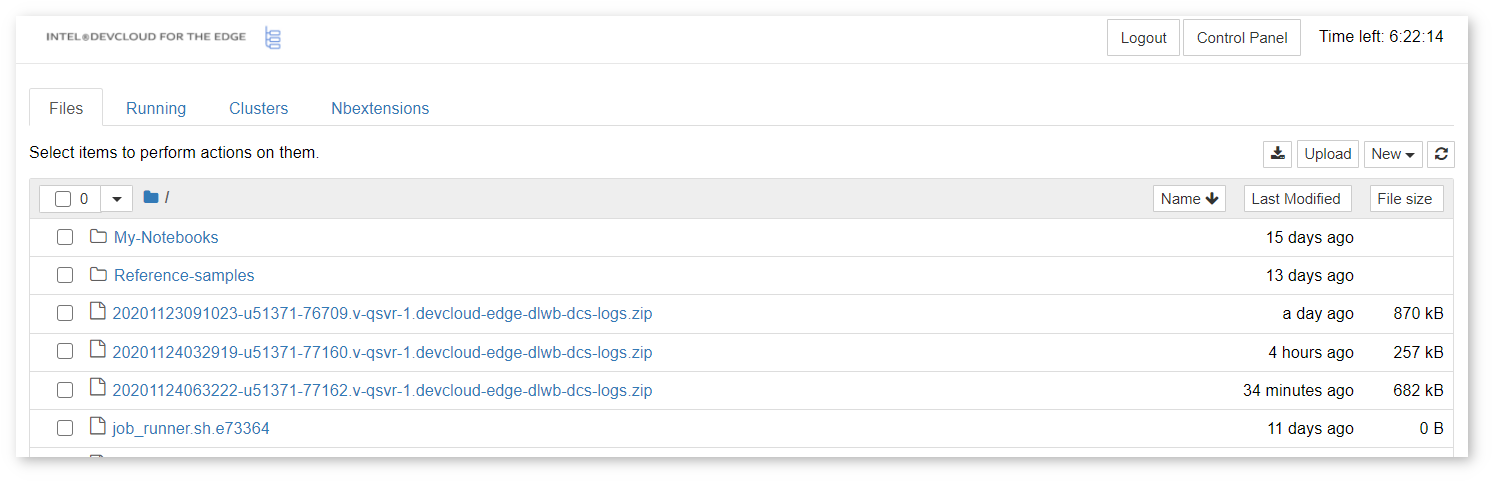 INTEL®DEVCLOUD FOR THE EDGE Logout Control Panel Time left: 6:22:14
Files Running Clusters Nbextensions
Select items to perform actions on them. Upload New
0 / Name Last Modified File size
My-Notebooks 15 days ago
Reference-samples 13 days ago
20201123091023-u51371-76709.v-qsvr-1.devcloud-edge-dlwb-dcs-logs.zip a day ago 870 kB
20201124032919-u51371-77160.v-qsvr-1.devcloud-edge-dlwb-dcs-logs.zip 4 hours ago 257 kB
20201124063222-u51371-77162.v-qsvr-1.devcloud-edge-dlwb-dcs-logs.zip 34 minutes ago 682 kB
job_runner.sh.e73364 11 days ago 0 B